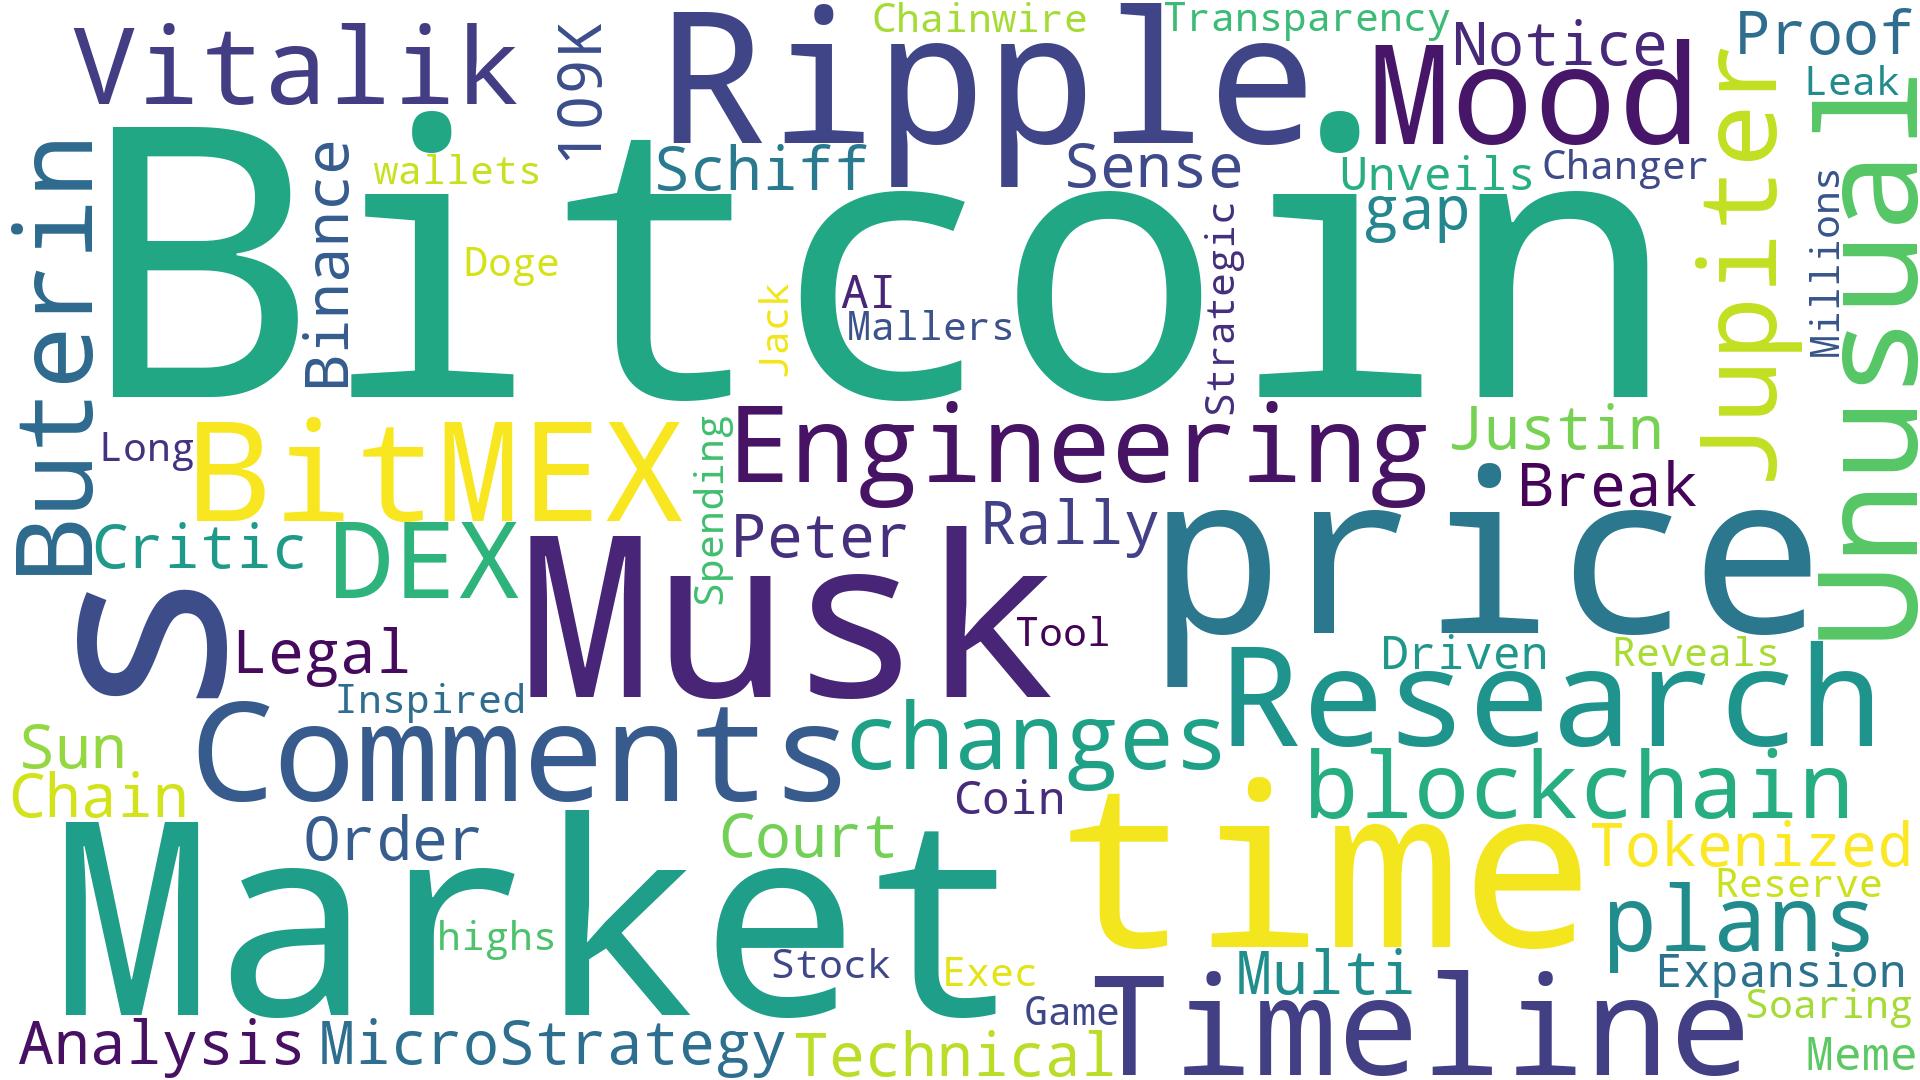 Vitalik
109K
Ripple
Chainwire
Transparency
Mood
Notice
Proof
Leak
Buterin
Binance
wallets
Bitcoin
Schiff
Sense
Unveils
Changer
gap
Jupiter
Millions
Unusual
Doge
Jack
AI
Mallers
Strategic
Long
BitMEX
Spending
Engineering
Justin
Break
Critic
DEX
Peter
Rally
price
S
Legal
Musk
Tool
Driven
Reveals
Inspired
Research
Comments
changes
Sun
Chain
Coin
blockchain
Order
Court
time
Tokenized
Reserve
Market
highs
Stock
Exec
Multi
plans
Expansion
Game
Timeline
Soaring
Analysis
MicroStrategy
Technical
Meme